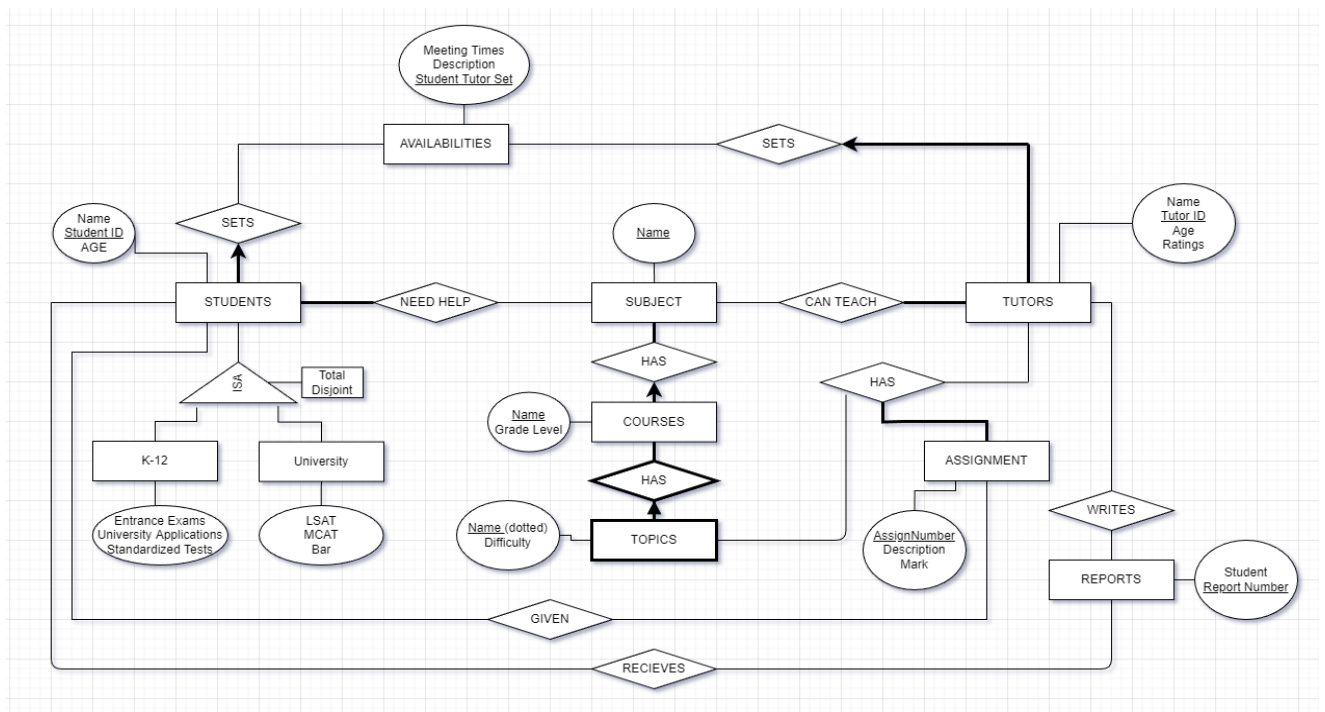 Meeting Times
Description
Student Tutor Set
AVAILABILITIES
SETS
Name
Student ID
AGE
SETS
Name
Name
Tutor ID
Age
Ratings
STUDENTS
NEED HELP
SUBJECT
CAN TEACH
TUTORS
ISA
Total
Disjoint
HAS
HAS
Name
Grade Level
COURSES
K-12
University
ASSIGNMENT
HAS
Entrance Exams
University Applications
Standardized Tests
LSAT
MCAT
Bar
Name (dotted)
Difficulty
TOPICS
AssignNumber
Description
Mark
WRITES
REPORTS
Student
Report Number
GIVEN
RECIEVES